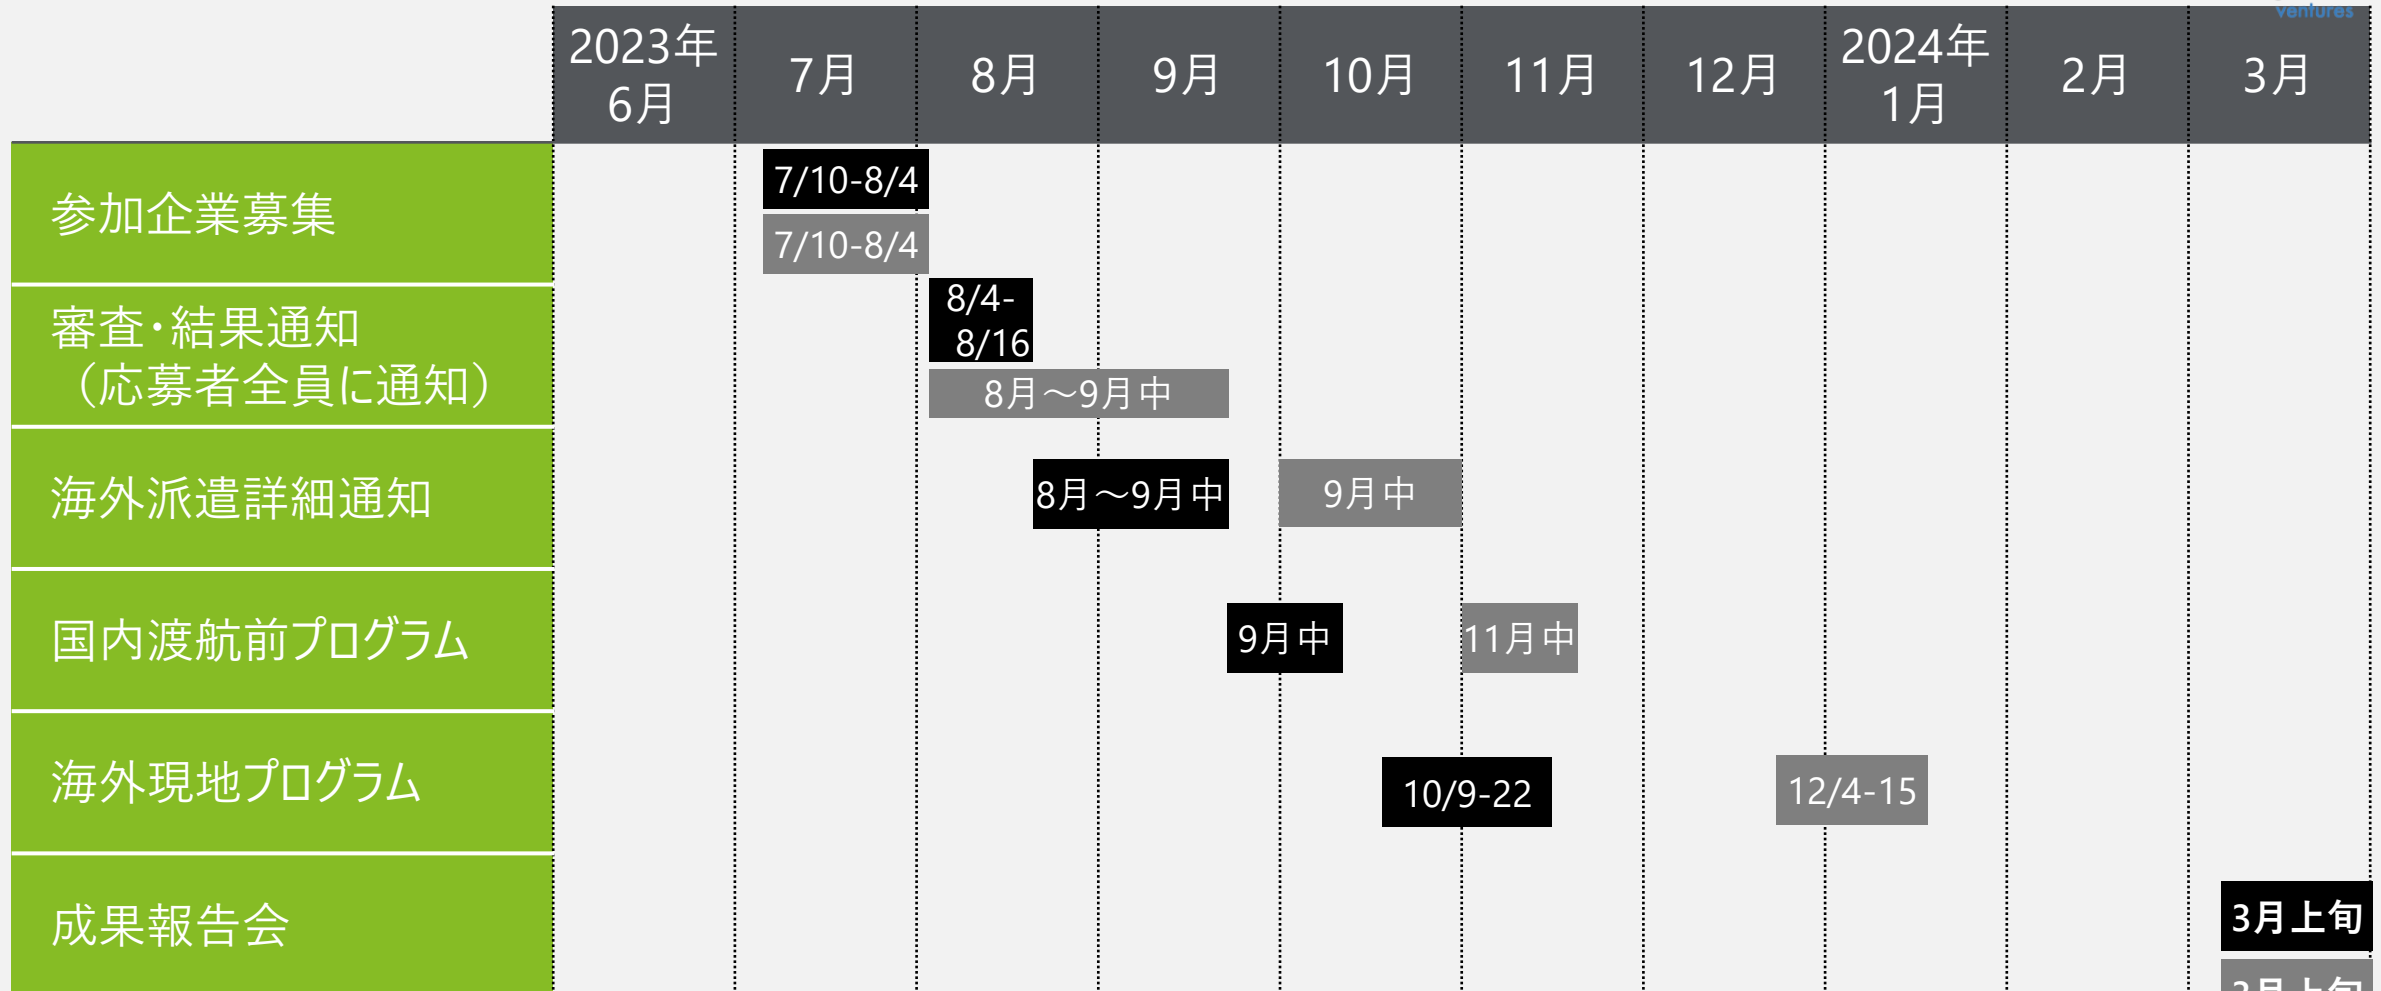 ventures
2023年
6月
7月
8月
9月
10月
11月
12月
2024年
1月
2月
3月
参加企業募集
7/10-8/4
7/10-8/4
審査・結果通知
（応募者全員に通知）
8/4-
8/16
8月～9月中
海外派遣詳細通知
8月～9月中
9月中
国内渡航前プログラム
9月中
11月中
海外現地プログラム
10/9-22
12/4-15
成果報告会
3月上旬
3月上旬